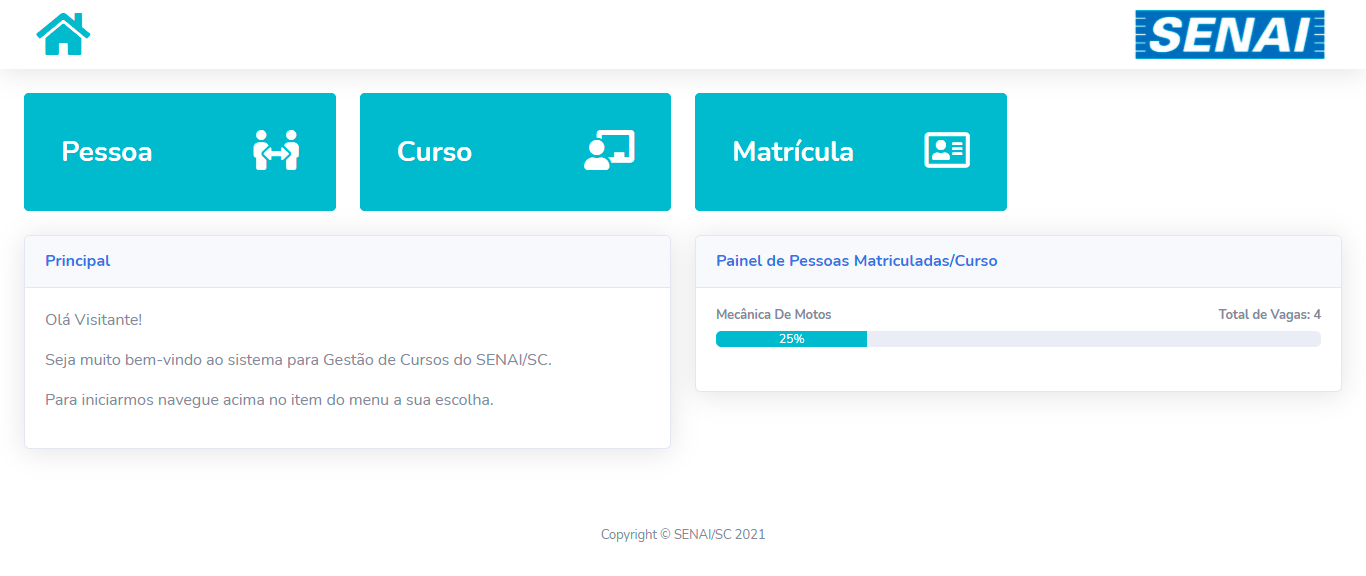 SENAI
Pessoa
Curso
Matrícula
Principal
Olá Visitante!
Seja muito bem-vindo ao sistema para Gestão de Cursos do SENAI/SC.
Para iniciarmos navegue acima no item do menu a sua escolha.
Painel de Pessoas Matriculadas/Curso
Mecânica De Motos Total de Vagas: 4
25%
Copyright © SENAI/SC 2021